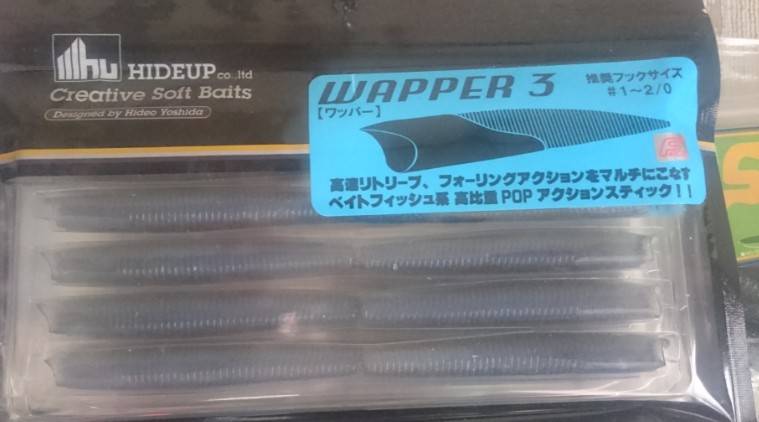 hu HIDEUP co.,ltd
Creative Soft Baits
Designed by Hideo Yoshida
WAPPER 3
【ワッパー】
推奨フックサイズ
#1～2/0
高速リトリーブ、フォーリングアクションをマルチにこなす
ベイトフィッシュ系 高比重 POP アクションスティック!!